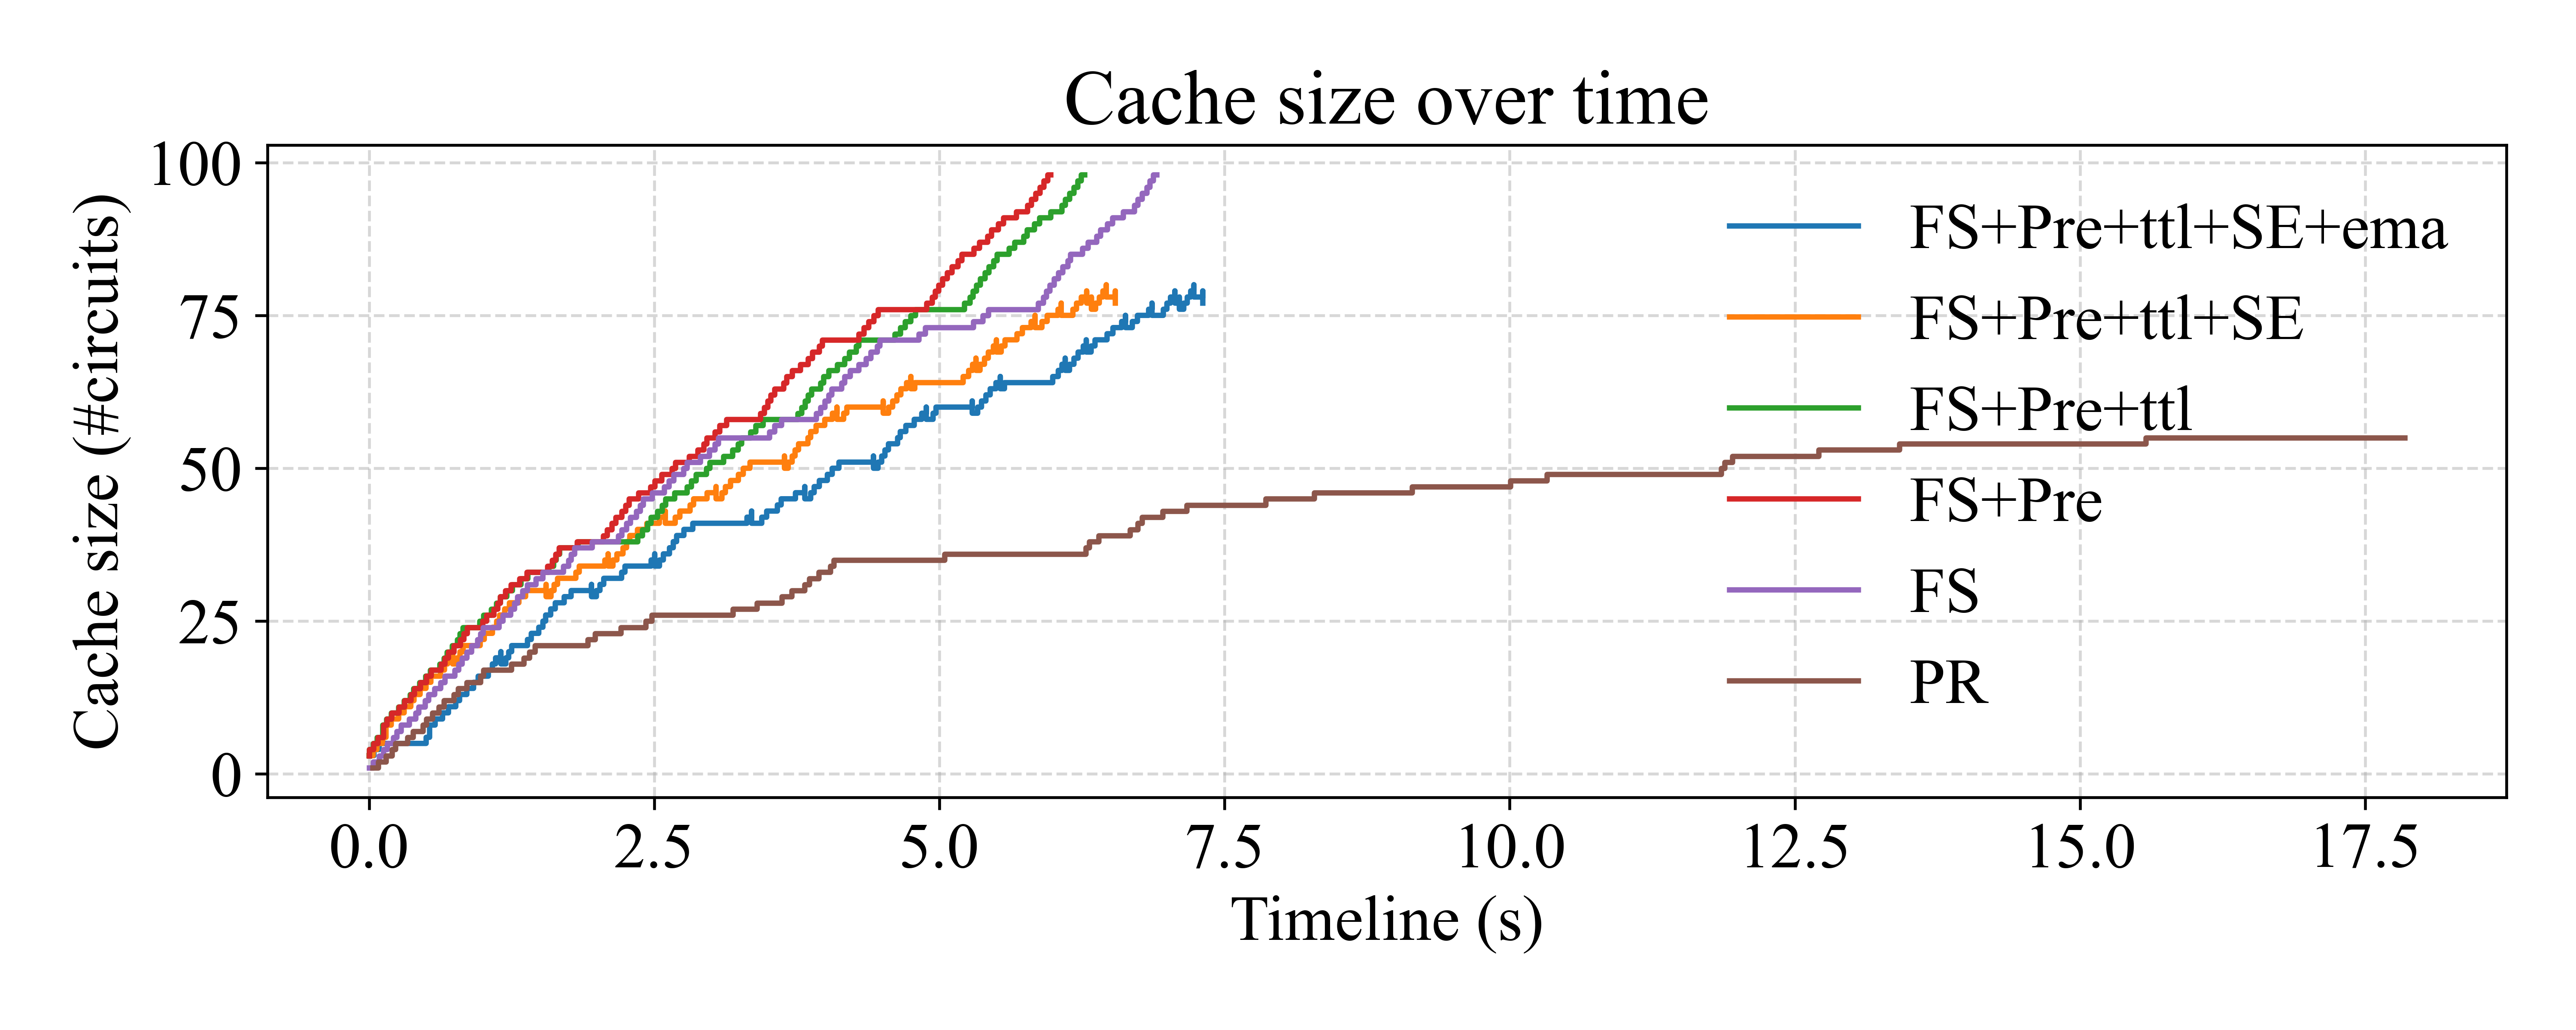 Cache size over time
Cache size (#circuits)
100
75
50
25
0
0.0 2.5 5.0 7.5 10.0 12.5 15.0 17.5
Timeline (s)
FS+Pre+ttl+SE+ema
FS+Pre+ttl+SE
FS+Pre+ttl
FS+Pre
FS
PR